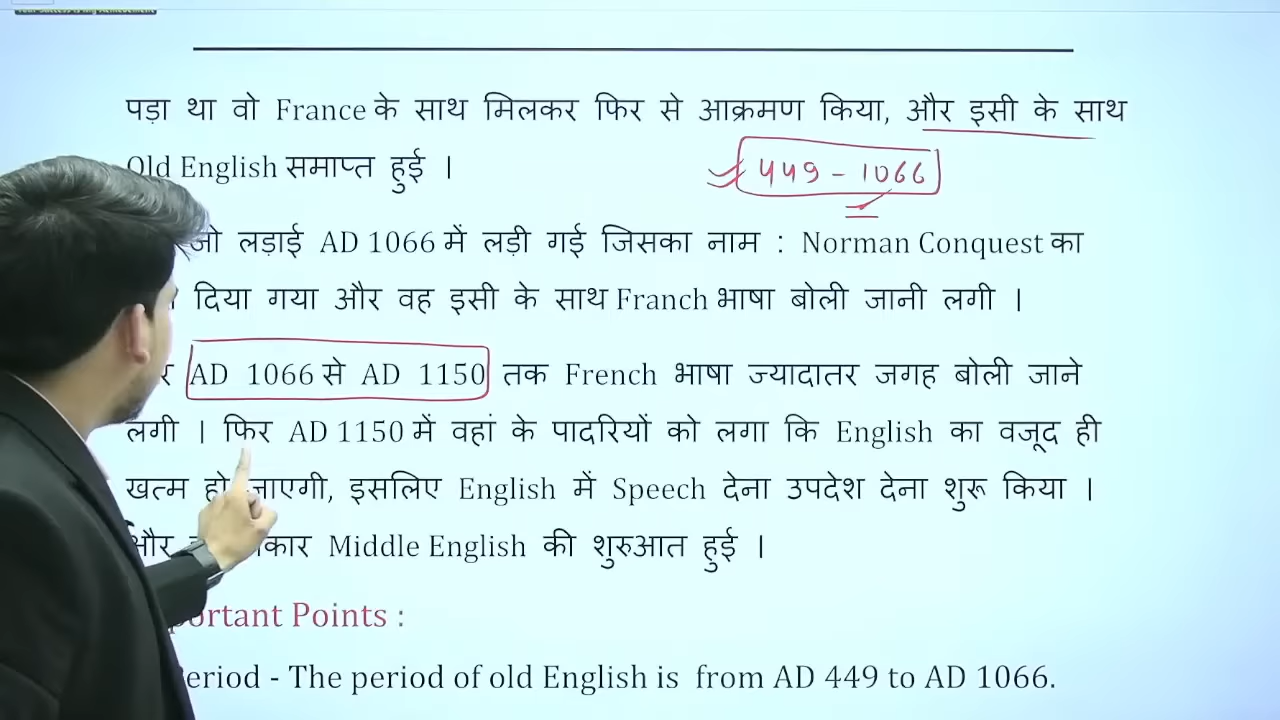 पड़ा था वो France के साथ मिलकर फिर से आक्रमण किया, और इसी के साथ
Old English समाप्त हुई ।
449 - 1066
जो लड़ाई AD 1066 में लड़ी गई जिसका नाम : Norman Conquest का
दिया गया और वह इसी के साथ Franch भाषा बोली जानी लगी ।
AD 1066 से AD 1150 तक French भाषा ज्यादातर जगह बोली जाने
लगी । फिर AD 1150 में वहां के पादरियों को लगा कि English का वजूद ही
खत्म हो जाएगी, इसलिए English में Speech देना उपदेश देना शुरू किया ।
और Middle English की शुरुआत हुई ।
Points :
Period - The period of old English is from AD 449 to AD 1066.